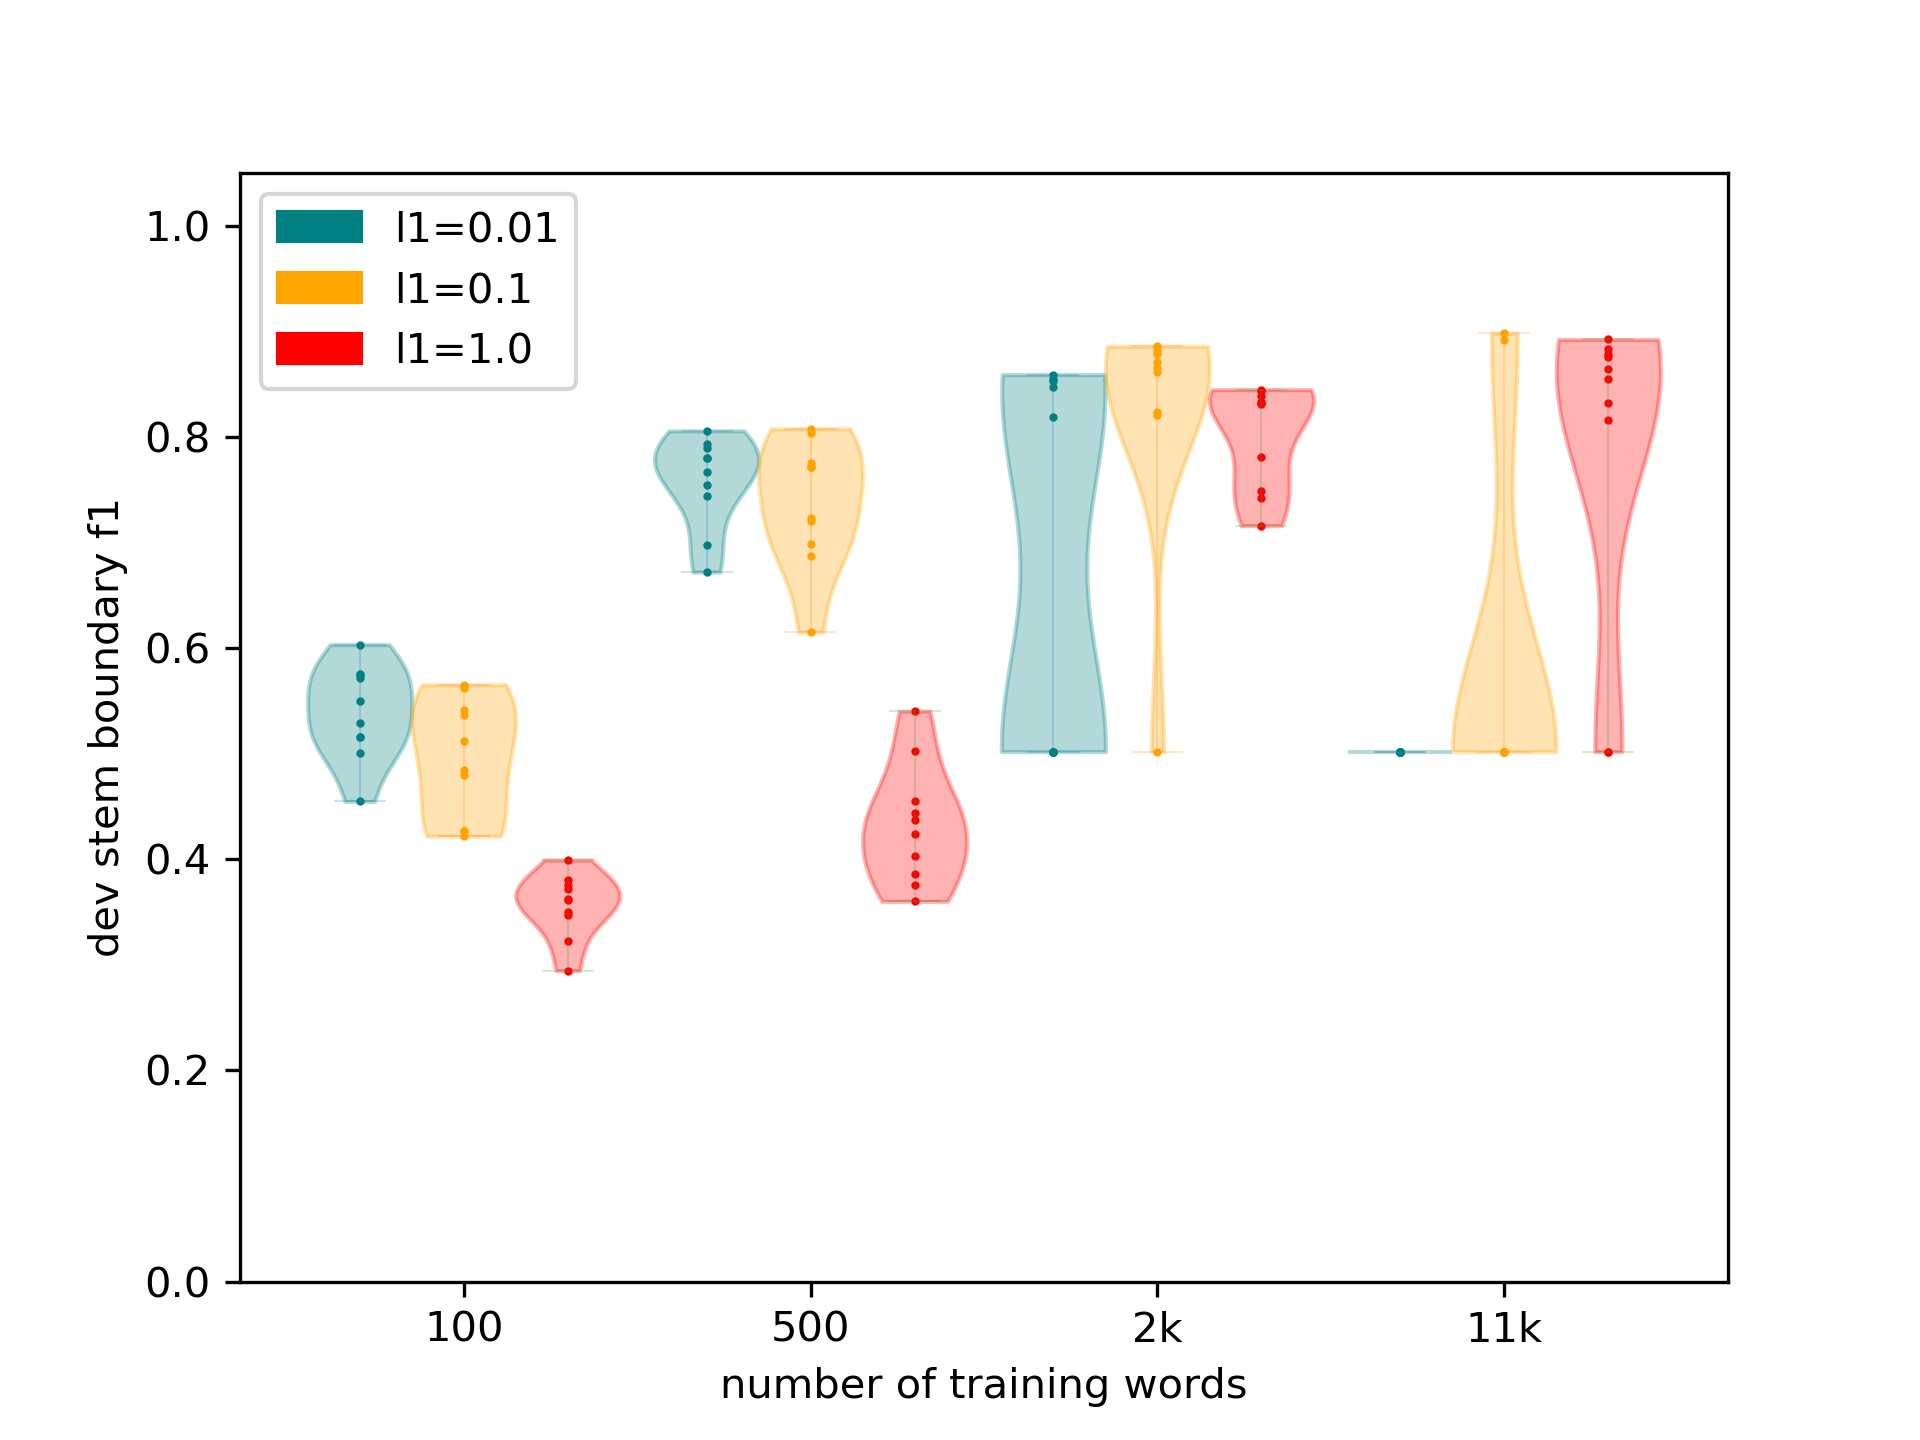 l1=0.01
l1=0.1
l1=1.0
dev stem boundary f1
1.0
0.8
0.6
0.4
0.2
0.0
100 500 2k 11k
number of training words